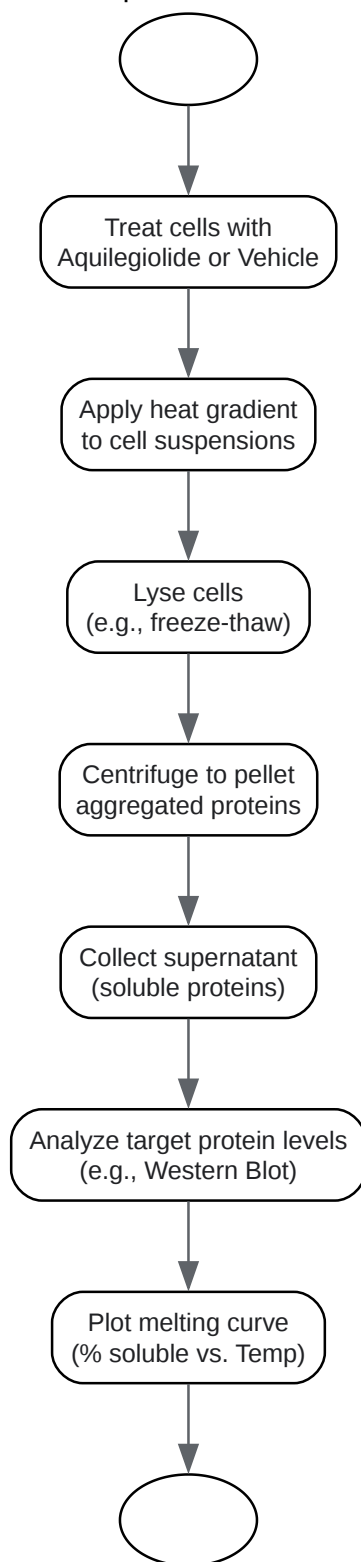 Treat cells with
Aquilegiolide or Vehicle
Apply heat gradient
to cell suspensions
Lyse cells
(e.g., freeze-thaw)
Centrifuge to pellet
aggregated proteins
Collect supernatant
(soluble proteins)
Analyze target protein levels
(e.g., Western Blot)
Plot melting curve
(% soluble vs. Temp)